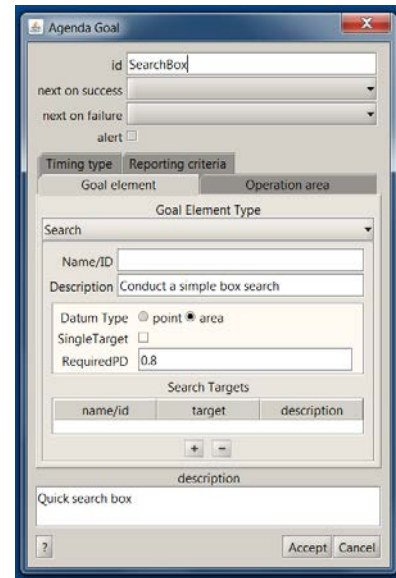 Agenda Goal
id SearchBox
next on success
next on failure
alert
Timing type Reporting criteria
Goal element Operation area
Goal Element Type
Search
Name/ID
Description Conduct a simple box search
Datum Type point area
SingleTarget
RequiredPD 0.8
Search Targets
name/id target description
+ -
description
Quick search box
? Accept Cancel